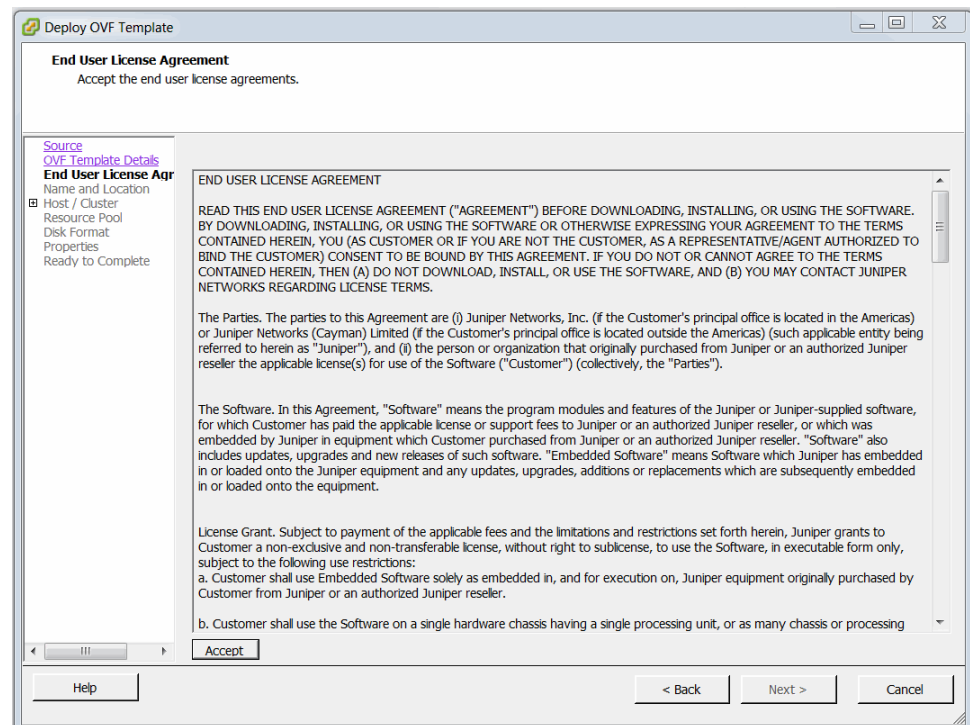 Deploy OVF Template
End User License Agreement
Accept the end user license agreements.
Source
OVF Template Details
End User License Agr
Name and Location
Host / Cluster
Resource Pool
Disk Format
Properties
Ready to Complete
END USER LICENSE AGREEMENT
READ THIS END USER LICENSE AGREEMENT ("AGREEMENT") BEFORE DOWNLOADING, INSTALLING, OR USING THE SOFTWARE.
BY DOWNLOADING, INSTALLING, OR USING THE SOFTWARE OR OTHERWISE EXPRESSING YOUR AGREEMENT TO THE TERMS
CONTAINED HEREIN, YOU (AS CUSTOMER OR IF YOU ARE NOT THE CUSTOMER, AS A REPRESENTATIVE/AGENT AUTHORIZED TO
BIND THE CUSTOMER) CONSENT TO BE BOUND BY THIS AGREEMENT. IF YOU DO NOT OR CANNOT AGREE TO THE TERMS
CONTAINED HEREIN, THEN (A) DO NOT DOWNLOAD, INSTALL, OR USE THE SOFTWARE, AND (B) YOU MAY CONTACT JUNIPER
NETWORKS REGARDING LICENSE TERMS.
The Parties. The parties to this Agreement are (i) Juniper Networks, Inc. (if the Customer's principal office is located in the Americas)
or Juniper Networks (Cayman) Limited (if the Customer's principal office is located outside the Americas) (such applicable entity being
referred to herein as "Juniper"), and (ii) the person or organization that originally purchased from Juniper or an authorized Juniper
reseller the applicable license(s) for use of the Software ("Customer") (collectively, the "Parties").
The Software. In this Agreement, "Software" means the program modules and features of the Juniper or Juniper-supplied software,
for which Customer has paid the applicable license or support fees to Juniper or an authorized Juniper reseller, or which was
embedded by Juniper in equipment which Customer purchased from Juniper or an authorized Juniper reseller. "Software" also
includes updates, upgrades and new releases of such software. "Embedded Software" means Software which Juniper has embedded
in or loaded onto the Juniper equipment and any updates, upgrades, additions or replacements which are subsequently embedded
in or loaded onto the equipment.
License Grant. Subject to payment of the applicable fees and the limitations and restrictions set forth herein, Juniper grants to
Customer a non-exclusive and non-transferable license, without right to sublicense, to use the Software, in executable form only,
subject to the following use restrictions:
a. Customer shall use Embedded Software solely as embedded in, and for execution on, Juniper equipment originally purchased by
Customer from Juniper or an authorized Juniper reseller.
b. Customer shall use the Software on a single hardware chassis having a single processing unit, or as many chassis or processing
Accept
Help
< Back
Next >
Cancel